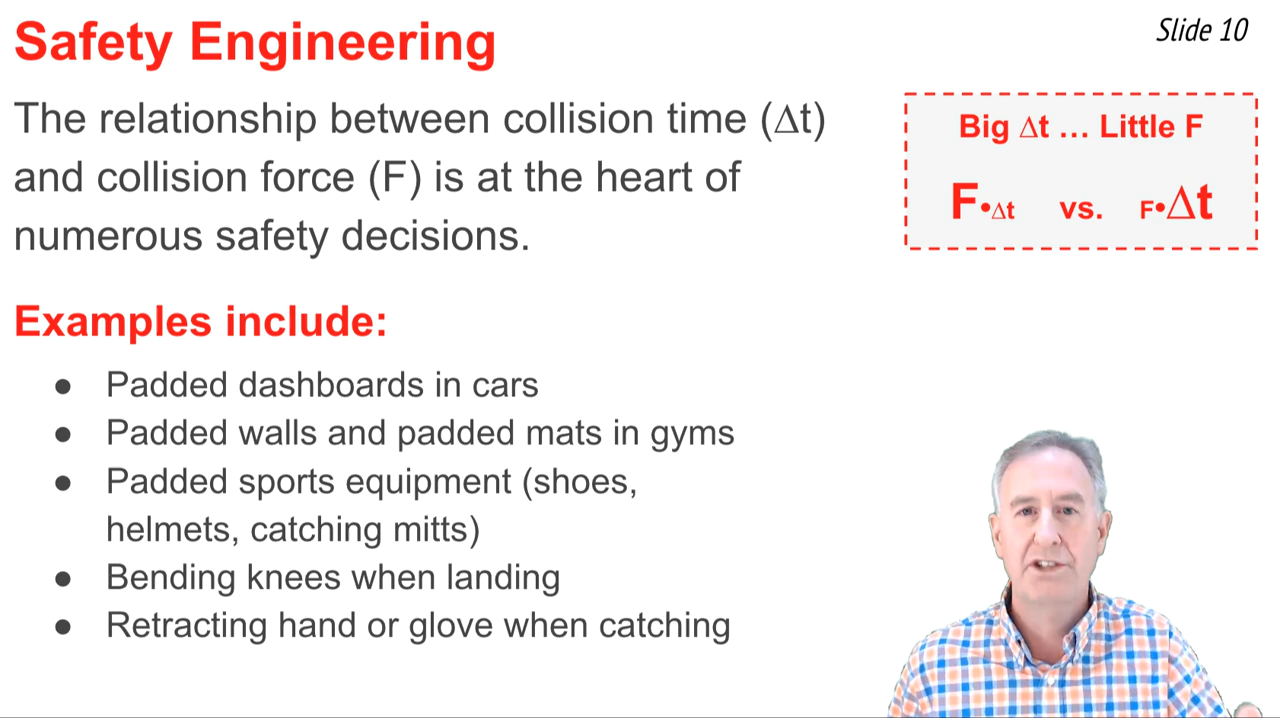 Safety Engineering
Slide 10
The relationship between collision time (Δt)
and collision force (F) is at the heart of
numerous safety decisions.
Big Δt … Little F
F•Δt vs. F•Δt
Examples include:
● Padded dashboards in cars
● Padded walls and padded mats in gyms
● Padded sports equipment (shoes,
helmets, catching mitts)
● Bending knees when landing
● Retracting hand or glove when catching